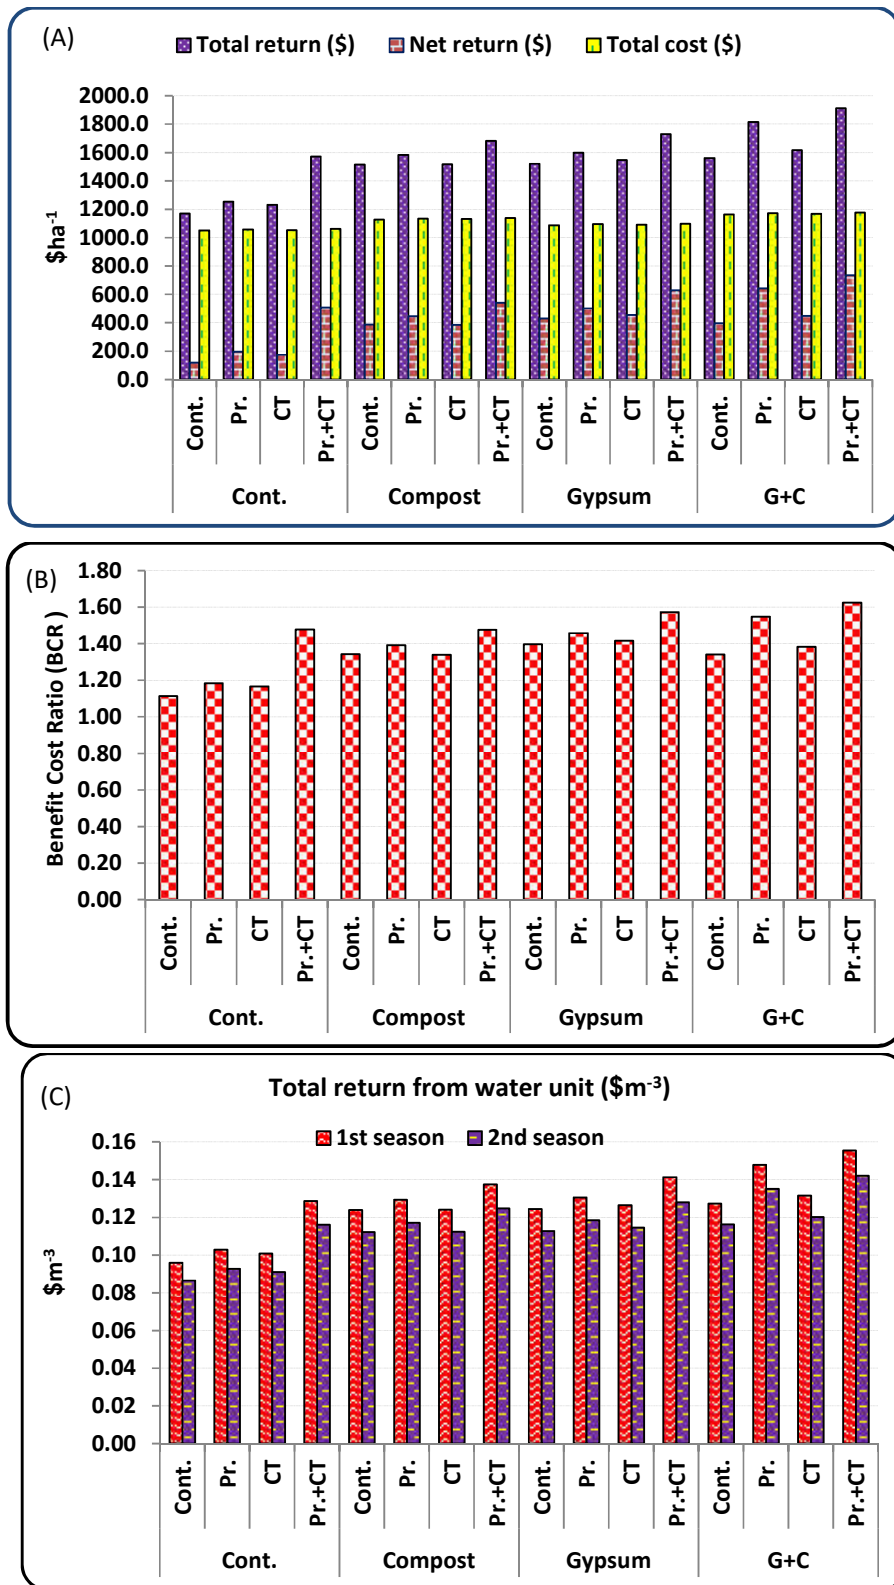 (A)
Total return ($) Net return ($) Total cost ($)
2000.0
1800.0
1600.0
1400.0
1200.0
1000.0
800.0
600.0
400.0
200.0
0.0
$ha-1
Cont. Pr. CT Pr.+CT Cont. Pr. CT Pr.+CT Cont. Pr. CT Pr.+CT Cont. Pr. CT Pr.+CT
Cont. Compost Gypsum G+C
(B)
1.80
1.60
1.40
1.20
1.00
0.80
0.60
0.40
0.20
0.00
Benefit Cost Ratio (BCR )
Cont. Pr. CT Pr.+CT Cont. Pr. CT Pr.+CT Cont. Pr. CT Pr.+CT Cont. Pr. CT Pr.+CT
Cont. Compost Gypsum G+C
(C)
Total return from water unit ($m-3)
1st season 2nd season
0.16
0.14
0.12
0.10
0.08
0.06
0.04
0.02
0.00
$m-3
Cont. Pr. CT Pr.+CT Cont. Pr. CT Pr.+CT Cont. Pr. CT Pr.+CT Cont. Pr. CT Pr.+CT
Cont. Compost Gypsum G+C